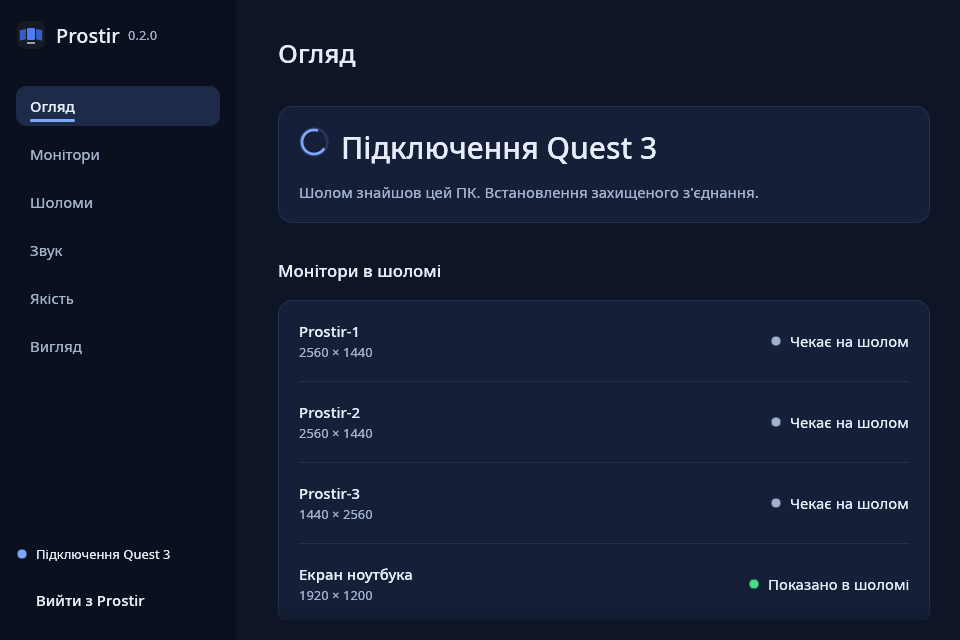 Prostir 0.2.0
Огляд
Монітори
Шоломи
Звук
Якість
Вигляд
Підключення Quest 3
Вийти з Prostir
Огляд
Підключення Quest 3
Шолом знайшов цей ПК. Встановлення захищеного з'єднання.
Монітори в шоломі
Prostir-1
2560 × 1440
Чекає на шолом
Prostir-2
2560 × 1440
Чекає на шолом
Prostir-3
1440 × 2560
Чекає на шолом
Екран ноутбука
1920 × 1200
Показано в шоломі